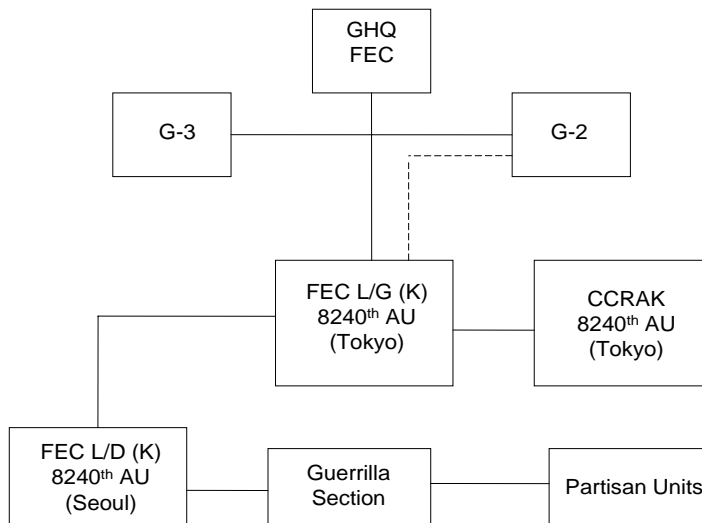 GHQ
FEC
G-3
G-2
FEC L/G (K)
8240th AU
(Tokyo)
CCRAK
8240th AU
(Tokyo)
FEC L/D (K)
8240th AU
(Seoul)
Guerrilla
Section
Partisan Units